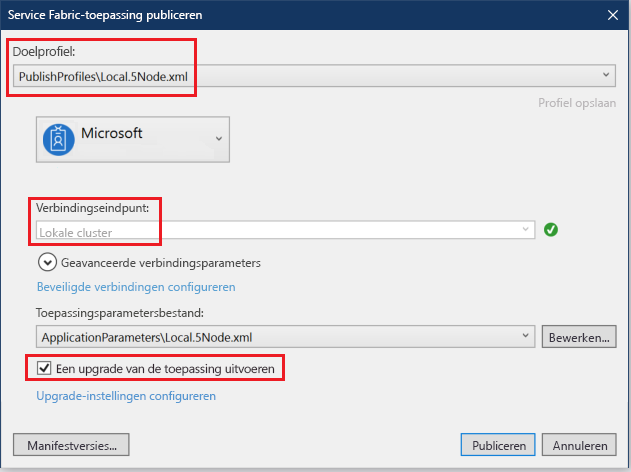 Service Fabric-toepassing publiceren
Doelprofiel:
PublishProfiles\Local.5Node.xml
Profiel opslaan
Microsoft
Verbindingseindpunt:
Lokale cluster
Geavanceerde verbindingsparameters
Beveiligde verbindingen configureren
Toepassingsparametersbestand:
ApplicationParameters\Local.5Node.xml
Bewerken...
Een upgrade van de toepassing uitvoeren
Upgrade-instellingen configureren
Manifestversies... Publiceren Annuleren